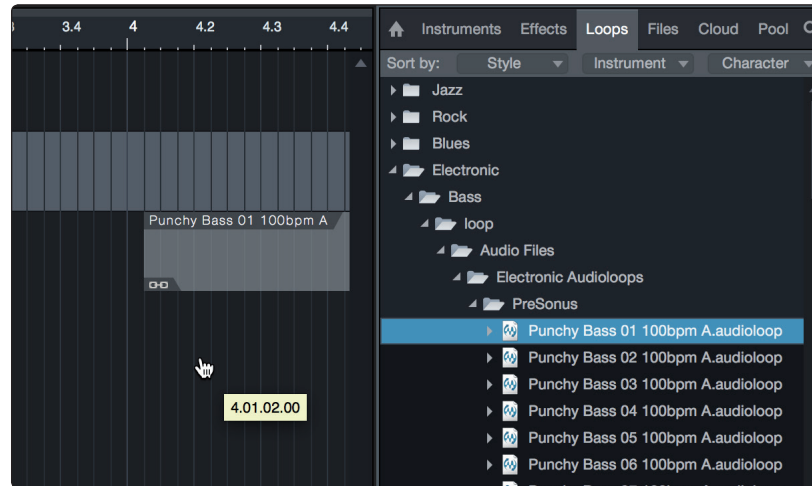 3.4 4 4.2 4.3 4.4
Punchy Bass 01 100bpm A
4.01.02.00
Instruments Effects Loops Files Cloud Pool
Sort by: Style Instrument Character
Jazz
Rock
Blues
Electronic
Bass
loop
Audio Files
Electronic Audioloops
PreSonus
Punchy Bass 01 100bpm A.audioloop
Punchy Bass 02 100bpm A.audioloop
Punchy Bass 03 100bpm A.audioloop
Punchy Bass 04 100bpm A.audioloop
Punchy Bass 05 100bpm A.audioloop
Punchy Bass 06 100bpm A.audioloop